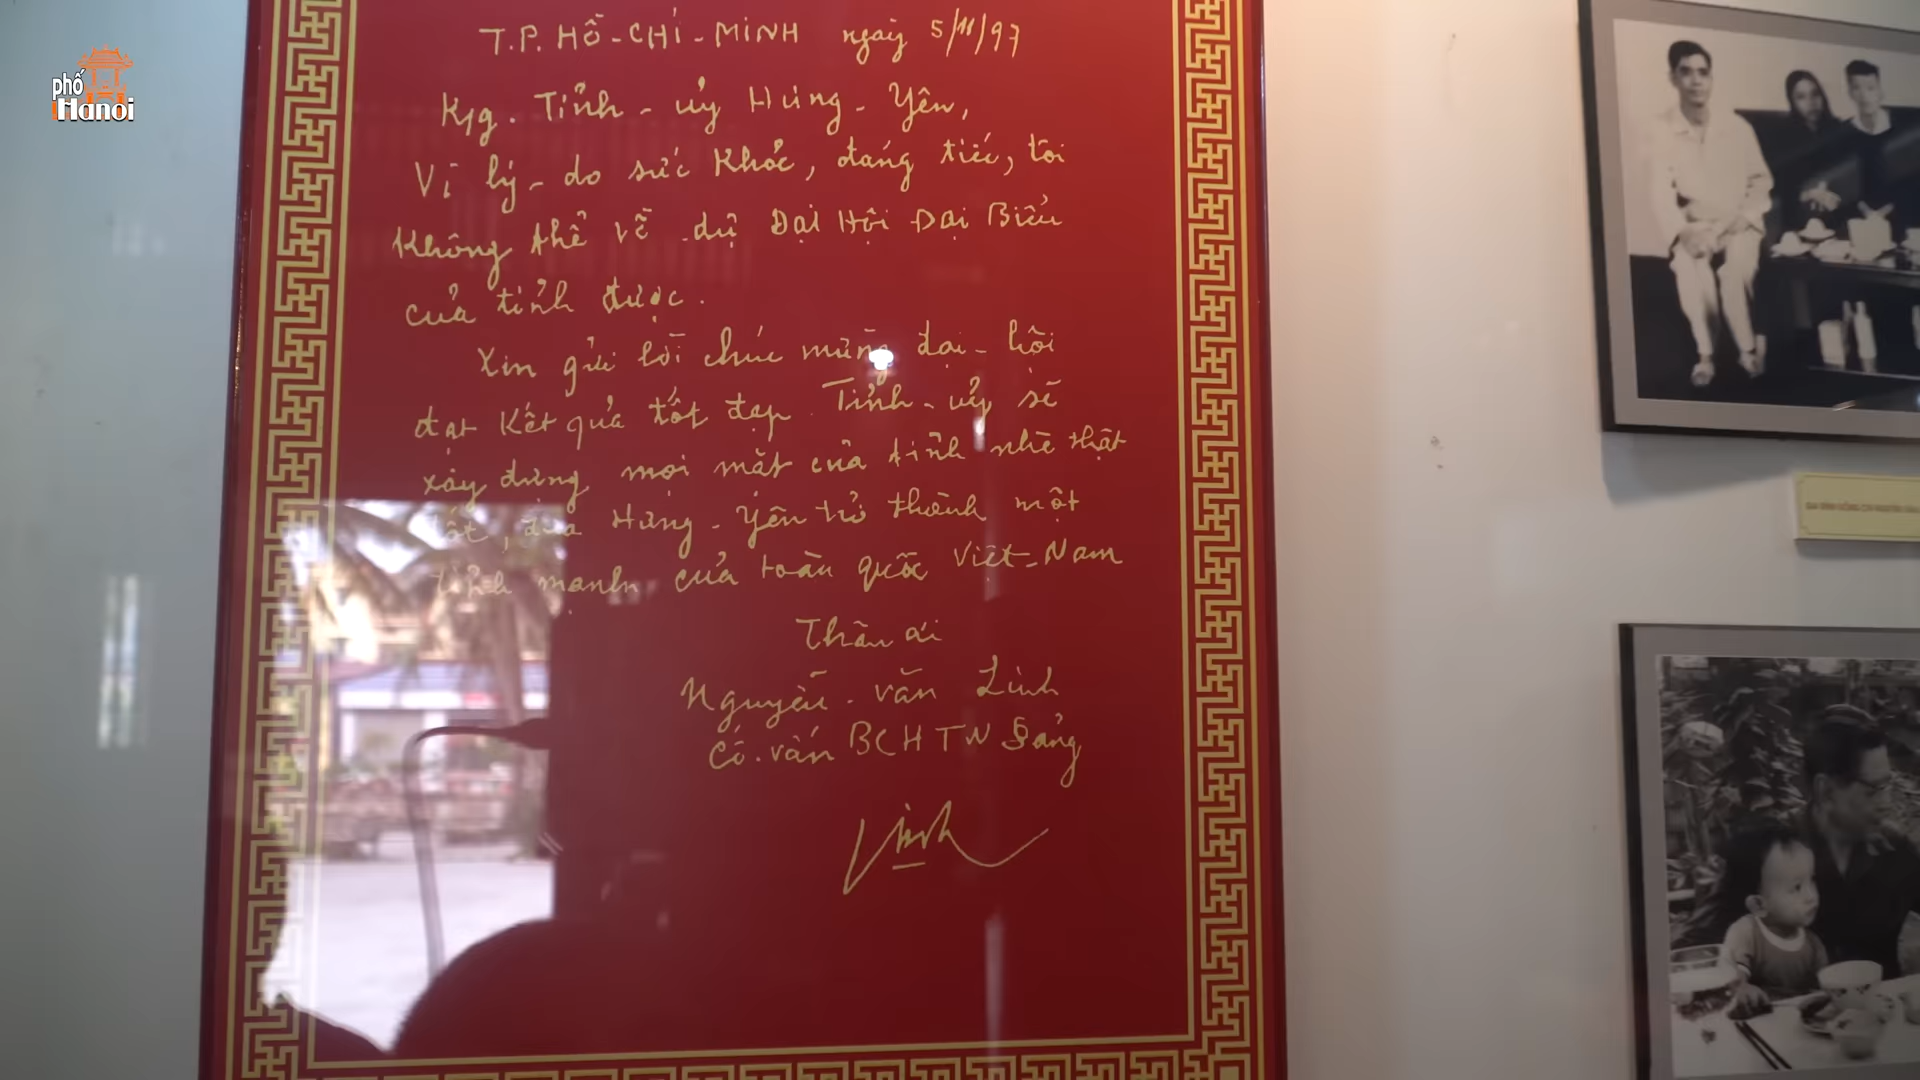 phố
Hanoi
T.P. HỒ-CHÍ-MINH ngày 5/11/97
Kg. Tỉnh-uỷ Hưng-Yên,
Vì lý-do sức khỏe, đáng tiếc, tôi
không thể về dự Đại Hội Đại Biểu
của tỉnh được.
Xin gửi lời chúc mừng đại-hội
đạt kết quả tốt đẹp. Tỉnh-uỷ sẽ
xây dựng mọi mặt của tỉnh nhà thật
tốt, đưa Hưng-Yên trở thành một
tỉnh mạnh của toàn quốc Việt-Nam
Thân ái
Nguyễn-văn Linh
Cố-vấn BCHTW Đảng
Linh